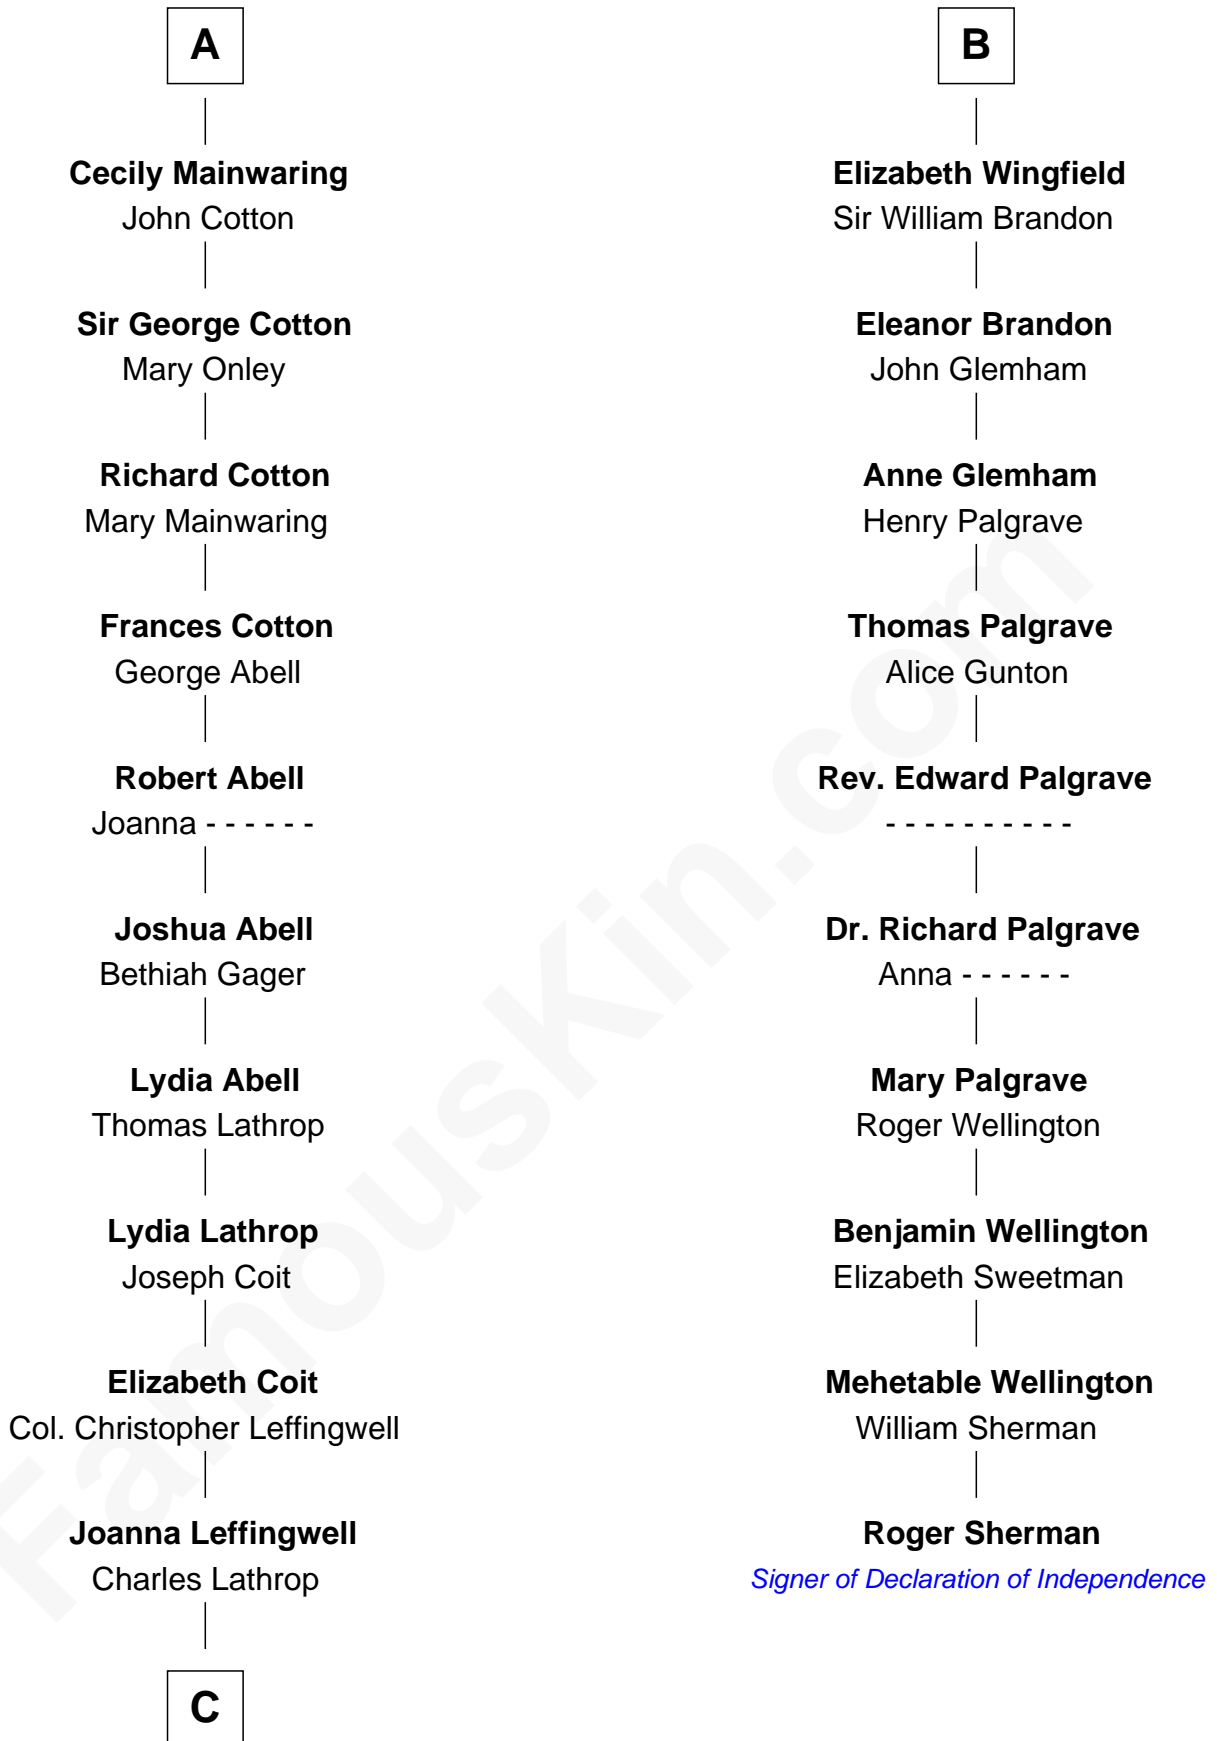 A
Cecily Mainwaring
John Cotton
Sir George Cotton
Mary Onley
Richard Cotton
Mary Mainwaring
Frances Cotton
George Abell
Robert Abell
Joanna - - - - - -
Joshua Abell
Bethiah Gager
Lydia Abell
Thomas Lathrop
Lydia Lathrop
Joseph Coit
Elizabeth Coit
Col. Christopher Leffingwell
Joanna Leffingwell
Charles Lathrop
C
B
Elizabeth Wingfield
Sir William Brandon
Eleanor Brandon
John Glemham
Anne Glemham
Henry Palgrave
Thomas Palgrave
Alice Gunton
Rev. Edward Palgrave
- - - - - - - - - -
Dr. Richard Palgrave
Anna - - - - - -
Mary Palgrave
Roger Wellington
Benjamin Wellington
Elizabeth Sweetman
Mehetable Wellington
William Sherman
Roger Sherman
Signer of Declaration of Independence
FamousKin.com